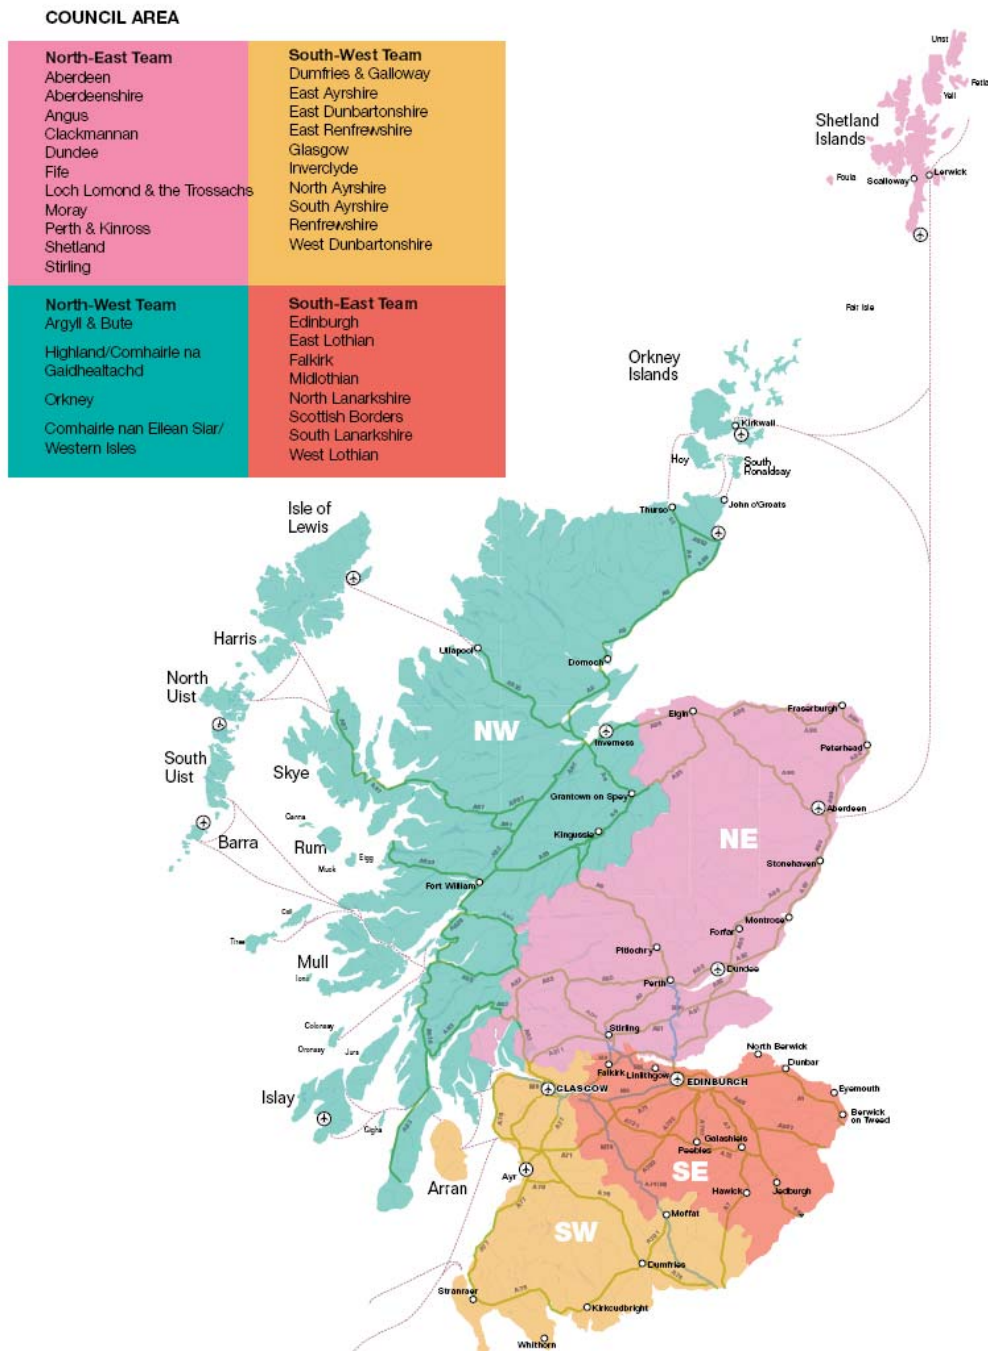 COUNCIL AREA
North-East Team
Aberdeen
Aberdeenshire
Angus
Clackmannan
Dundee
Fife
Loch Lomond & the Trossachs
Moray
Perth & Kinross
Shetland
Stirling
South-West Team
Dumfries & Galloway
East Ayrshire
East Dunbartonshire
East Renfrewshire
Glasgow
Inverclyde
North Ayrshire
South Ayrshire
Renfrewshire
West Dunbartonshire
North-West Team
Argyll & Bute
Highland/Comhairle na
Gaidhealtachd
Orkney
Comhairle nan Eilean Siar/
Western Isles
South-East Team
Edinburgh
East Lothian
Falkirk
Midlothian
North Lanarkshire
Scottish Borders
South Lanarkshire
West Lothian
Unst
Fetla
Yell
Shetland
Islands
Foula
Scalloway
Lerwick
Fair Isle
Orkney
Islands
Kirkwall
Hoy
South
Ronaldsay
Thurso
John o'Groats
Isle of
Lewis
Harris
Ullapool
Dornoch
North
Uist
NW
Elgin
Fraserburgh
Inverness
Peterhead
South
Uist
Skye
Grantown on Spey
Aberdeen
Canna
Kingussie
Barra
Rum
NE
Eigg
Muck
Stonehaven
Fort William
Coll
Montrose
Forfar
Tiree
Pitlochry
Mull
Dundee
Iona
Perth
Colonsay
Stirling
Oronsay
Jura
North Berwick
Dunbar
Falkirk
Linlithgow
EDINBURGH
GLASGOW
Eyemouth
Islay
Berwick
on Tweed
Gigha
Galashiels
Peebles
SE
Ayr
Arran
Hawick
Jedburgh
Moffat
SW
Dumfries
Stranraer
Kirkcudbright
Whithorn